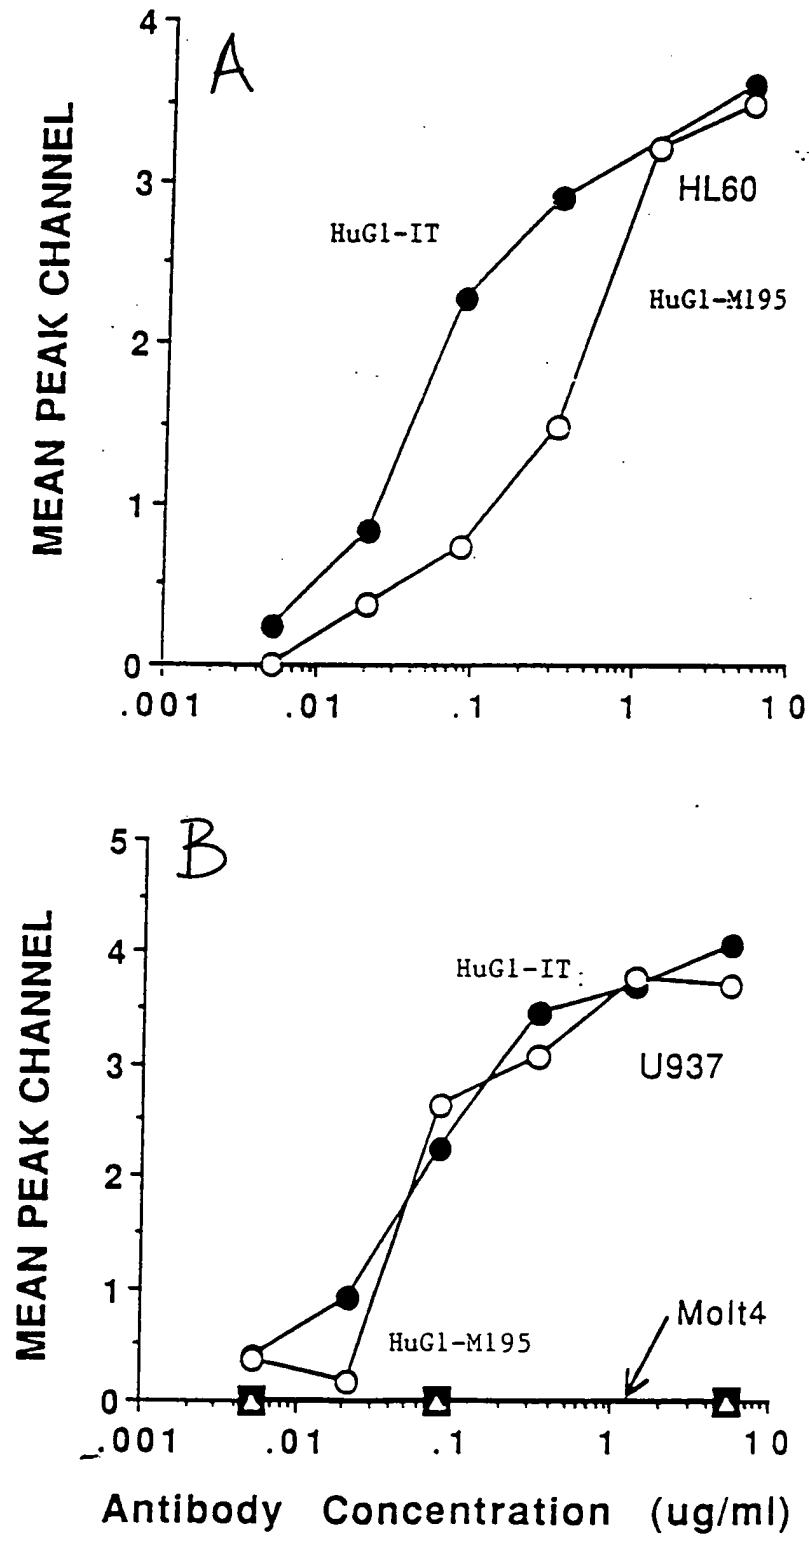 A
4
3
2
1
0
MEAN PEAK CHANNEL
HuG1-IT
HL60
HuG1-M195
.001 .01 .1 1 10
B
5
4
3
2
1
0
MEAN PEAK CHANNEL
HuG1-IT
U937
HuG1-M195
Molt4
.001 .01 .1 1 10
Antibody Concentration (ug/ml)